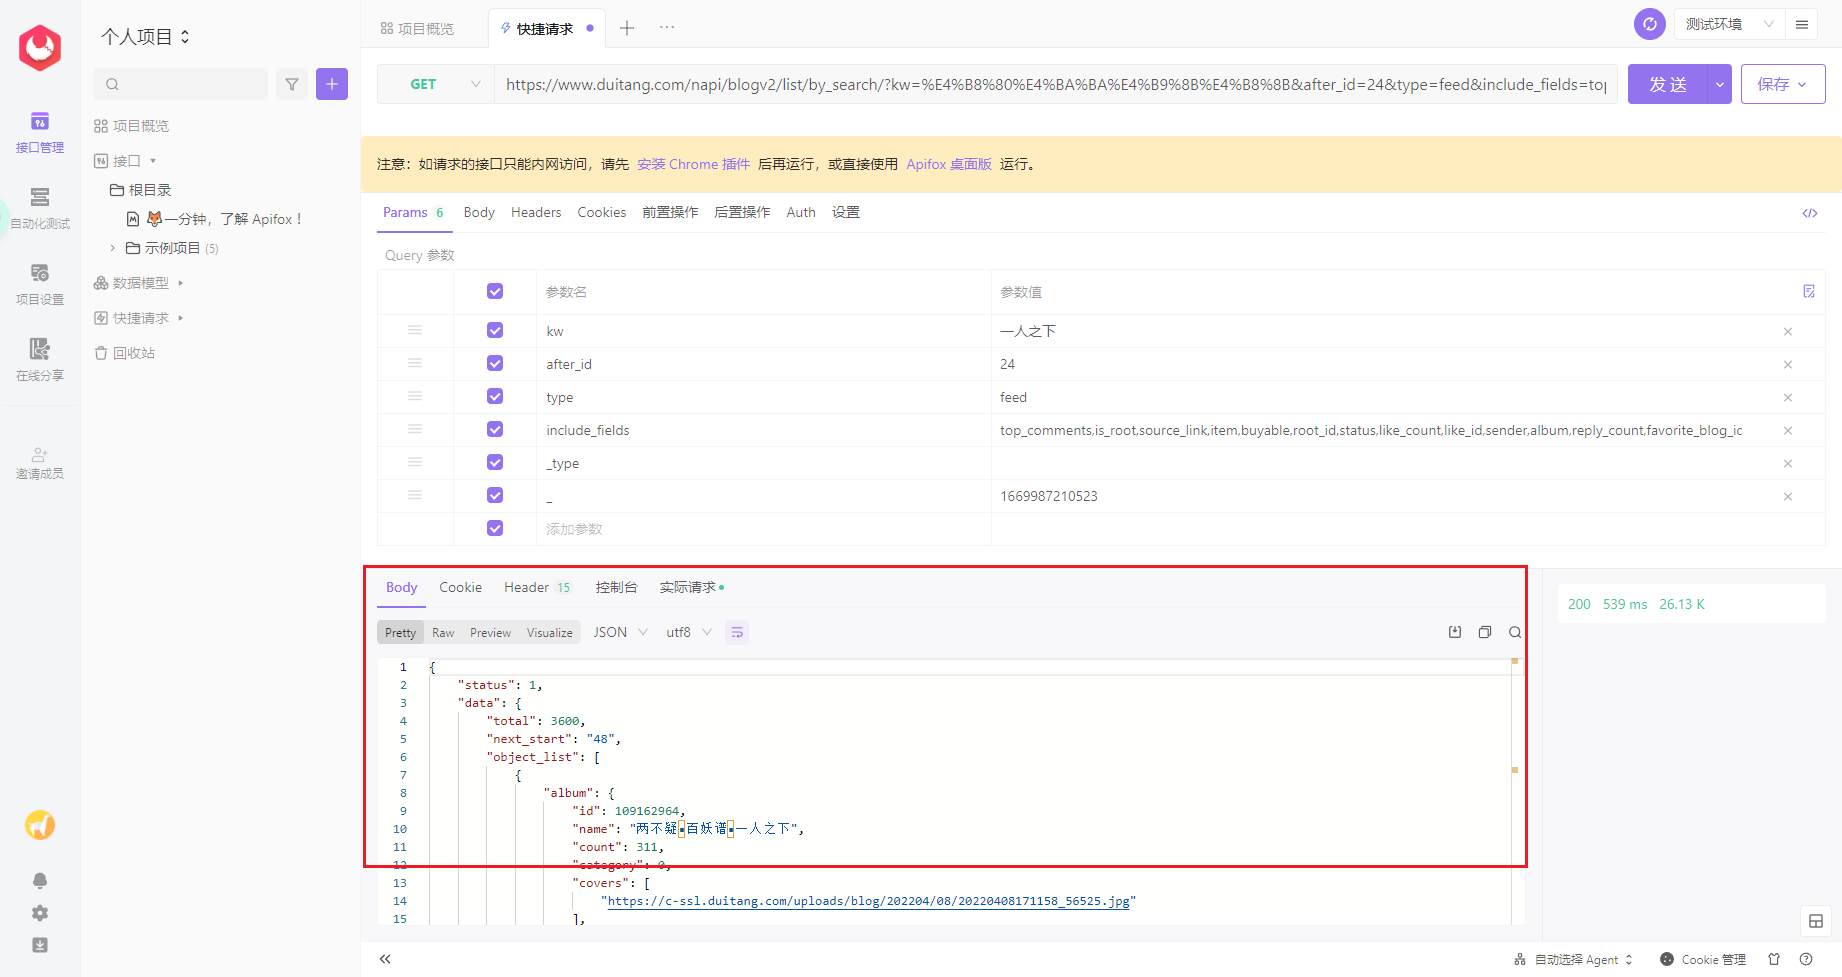 个人项目
项目概览
快捷请求
测试环境
GET
https://www.duitang.com/napi/blogv2/list/by_search/?kw=%E4%B8%80%E4%BA%BA%E4%B9%8B%E4%B8%8B&after_id=24&type=feed&include_fields=top
发 送
保存
接口管理
自动化测试
项目设置
在线分享
邀请成员
项目概览
接口
根目录
一分钟，了解 Apifox！
示例项目 (5)
数据模型
快捷请求
回收站
注意：如请求的接口只能内网访问，请先 安装 Chrome 插件 后再运行，或直接使用 Apifox 桌面版 运行。
Params 6 Body Headers Cookies 前置操作 后置操作 Auth 设置
Query 参数
参数名 参数值
kw 一人之下
after_id 24
type feed
include_fields top_comments,is_root,source_link,item,buyable,root_id,status,like_count,like_id,sender,album,reply_count,favorite_blog_ic
_type
_ 1669987210523
添加参数
Body Cookie Header 15 控制台 实际请求
200 539 ms 26.13 K
Pretty Raw Preview Visualize JSON utf8
1 {
2 "status": 1,
3 "data": {
4 "total": 3600,
5 "next_start": "48",
6 "object_list": [
7 {
8 "album": {
9 "id": 109162964,
10 "name": "两不疑▪百妖谱▪一人之下",
11 "count": 311,
12 "category": 0,
13 "covers": [
14 "https://c-ssl.duitang.com/uploads/blog/202204/08/20220408171158_56525.jpg"
15 ],
自动选择 Agent Cookie 管理